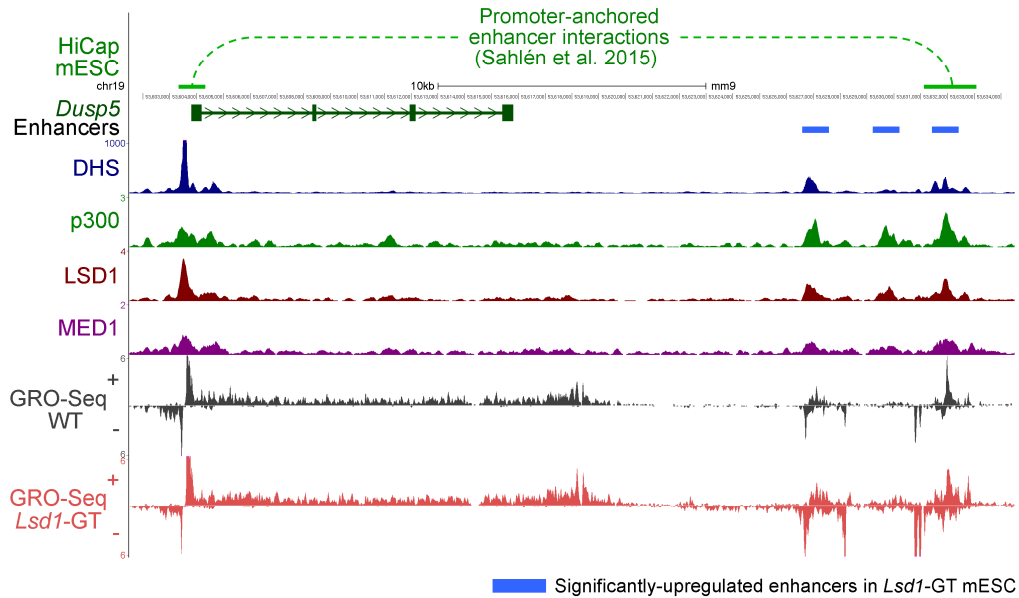 Promoter-anchored
enhancer interactions
(Sahlén et al. 2015)
HiCap
mESC
chr19
10kb
mm9
Dusp5
Enhancers
1000
DHS
3
p300
4
LSD1
2
MED1
6
+
GRO-Seq
WT
-
6
6
+
GRO-Seq
Lsd1-GT
-
6
Significantly-upregulated enhancers in Lsd1-GT mESC